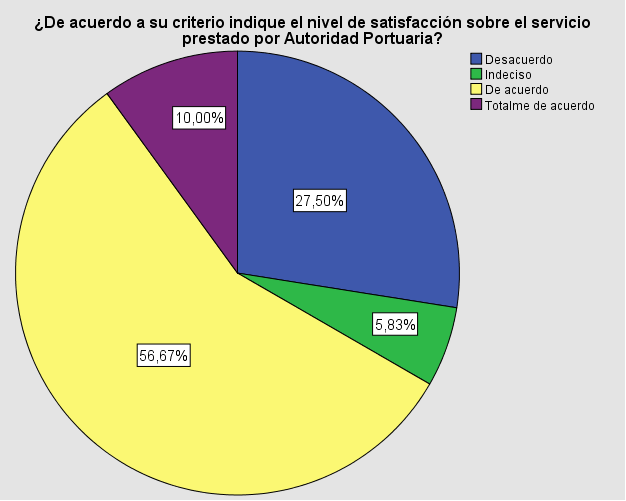 ¿De acuerdo a su criterio indique el nivel de satisfacción sobre el servicio
prestado por Autoridad Portuaria?
Desacuerdo
Indeciso
De acuerdo
Totalme de acuerdo
10,00%
27,50%
5,83%
56,67%